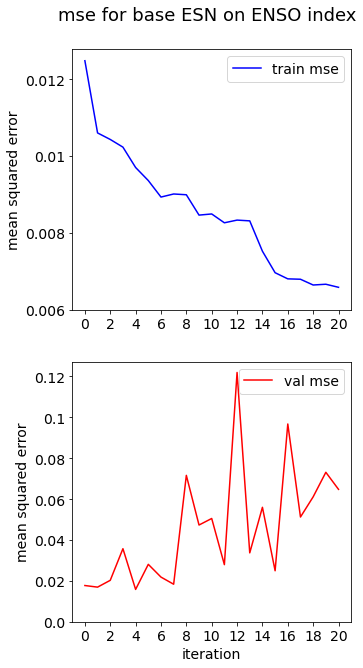 mse for base ESN on ENSO index
train mse
mean squared error
0.012
0.01
0.008
0.006
0 2 4 6 8 10 12 14 16 18 20
val mse
mean squared error
0.12
0.1
0.08
0.06
0.04
0.02
0.0
0 2 4 6 8 10 12 14 16 18 20
iteration